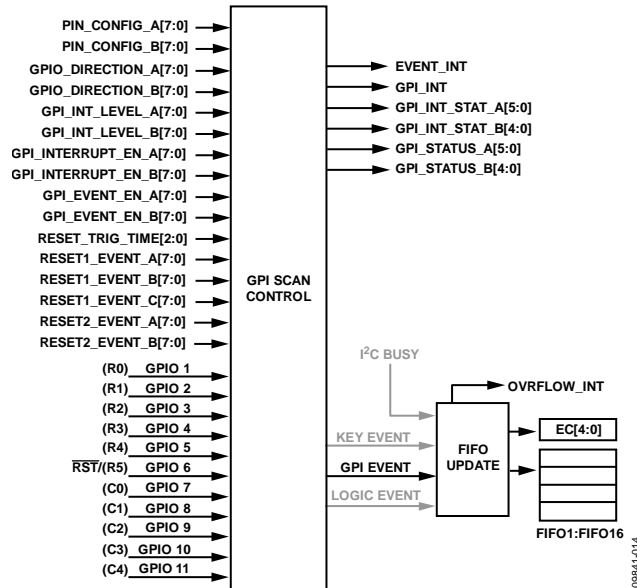 PIN_CONFIG_A[7:0]
PIN_CONFIG_B[7:0]
GPIO_DIRECTION_A[7:0]
GPIO_DIRECTION_B[7:0]
GPI_INT_LEVEL_A[7:0]
GPI_INT_LEVEL_B[7:0]
GPI_INTERRUPT_EN_A[7:0]
GPI_INTERRUPT_EN_B[7:0]
GPI_EVENT_EN_A[7:0]
GPI_EVENT_EN_B[7:0]
RESET_TRIG_TIME[2:0]
RESET1_EVENT_A[7:0]
RESET1_EVENT_B[7:0]
RESET1_EVENT_C[7:0]
RESET2_EVENT_A[7:0]
RESET2_EVENT_B[7:0]
(R0) GPIO 1
(R1) GPIO 2
(R2) GPIO 3
(R3) GPIO 4
(R4) GPIO 5
RST/(R5) GPIO 6
(C0) GPIO 7
(C1) GPIO 8
(C2) GPIO 9
(C3) GPIO 10
(C4) GPIO 11
GPI SCAN
CONTROL
EVENT_INT
GPI_INT
GPI_INT_STAT_A[5:0]
GPI_INT_STAT_B[4:0]
GPI_STATUS_A[5:0]
GPI_STATUS_B[4:0]
I²C BUSY
KEY EVENT
GPI EVENT
LOGIC EVENT
FIFO
UPDATE
OVRFLOW_INT
EC[4:0]
FIFO1:FIFO16
09841-014